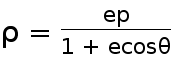 ρ = ep / (1 + ecosθ)